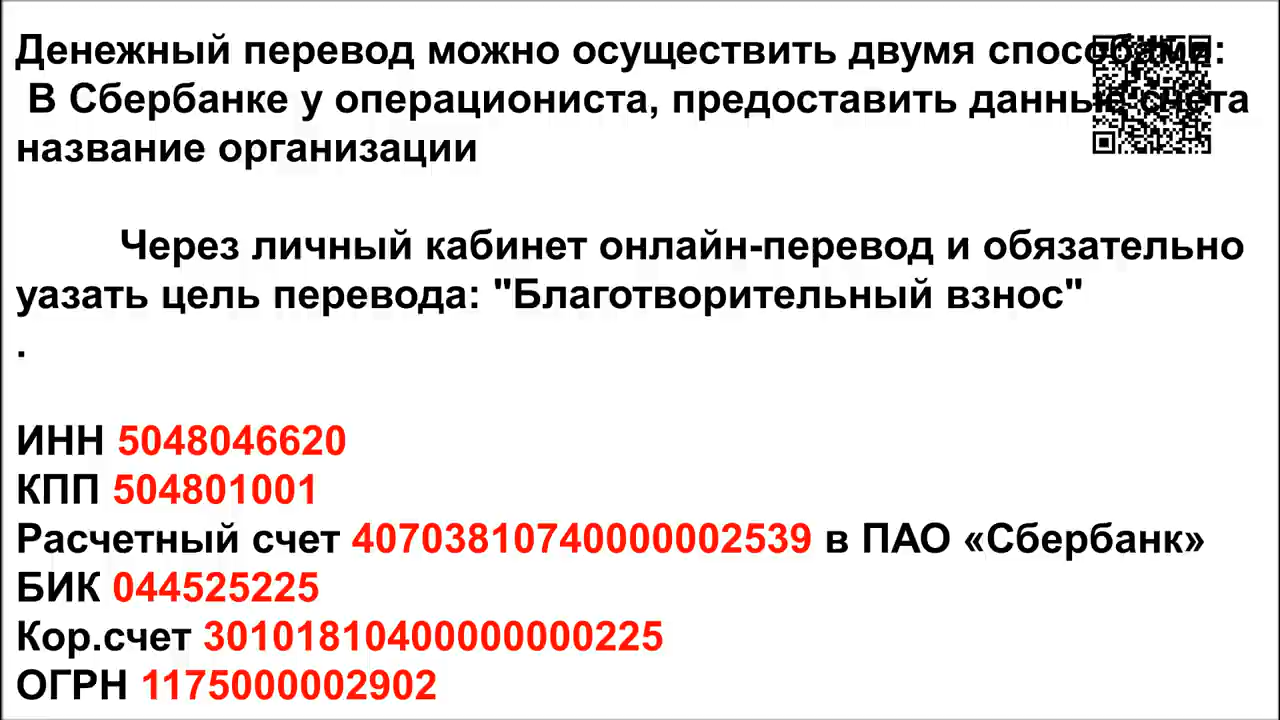 Денежный перевод можно осуществить двумя способами:
В Сбербанке у операциониста, предоставить данные счета
название организации
Через личный кабинет онлайн-перевод и обязательно
уазать цель перевода: "Благотворительный взнос"
.
ИНН 5048046620
КПП 504801001
Расчетный счет 40703810740000002539 в ПАО «Сбербанк»
БИК 044525225
Кор.счет 30101810400000000225
ОГРН 1175000002902